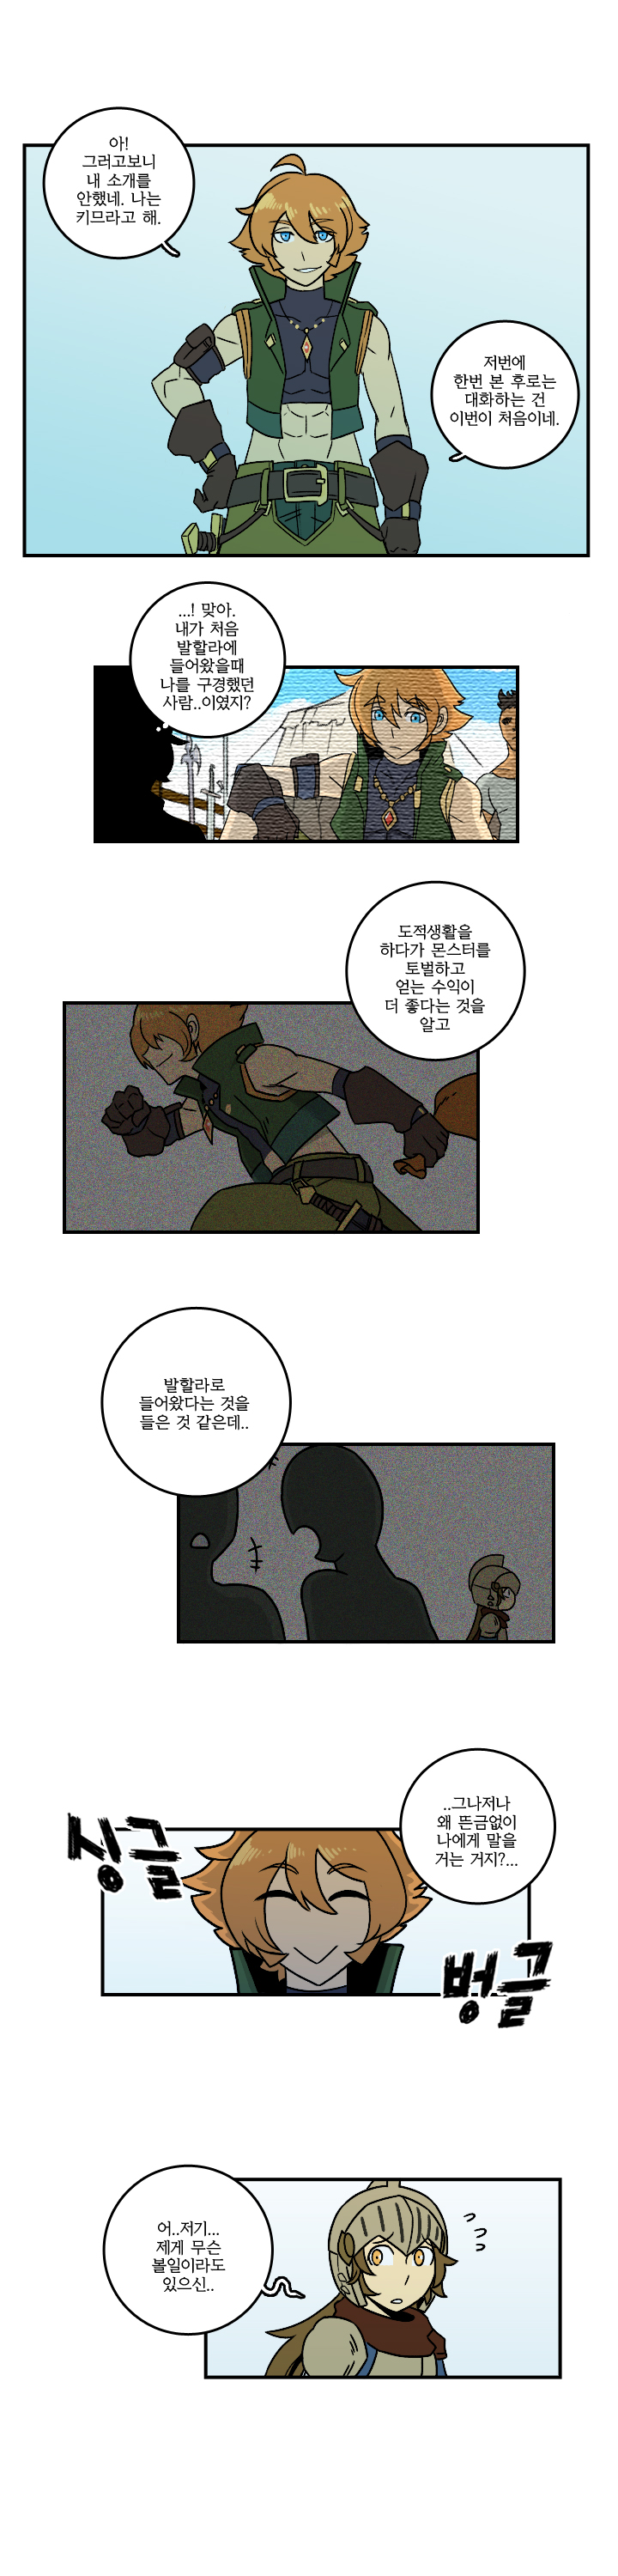 아!
그러고보니
내 소개를
안했네. 나는
키므라고 해.
저번에
한번 본 후로는
대화하는 건
이번이 처음이네.
...! 맞아.
내가 처음
발할라에
들어왔을때
나를 구경했던
사람..이였지?
도적생활을
하다가 몬스터를
토벌하고
얻는 수익이
더 좋다는 것을
알고
발할라로
들어왔다는 것을
들은 것 같은데..
..그나저나
왜 뜬금없이
나에게 말을
거는 거지?...
싱글
벙글
어..저기...
제게 무슨
볼일이라도
있으신..